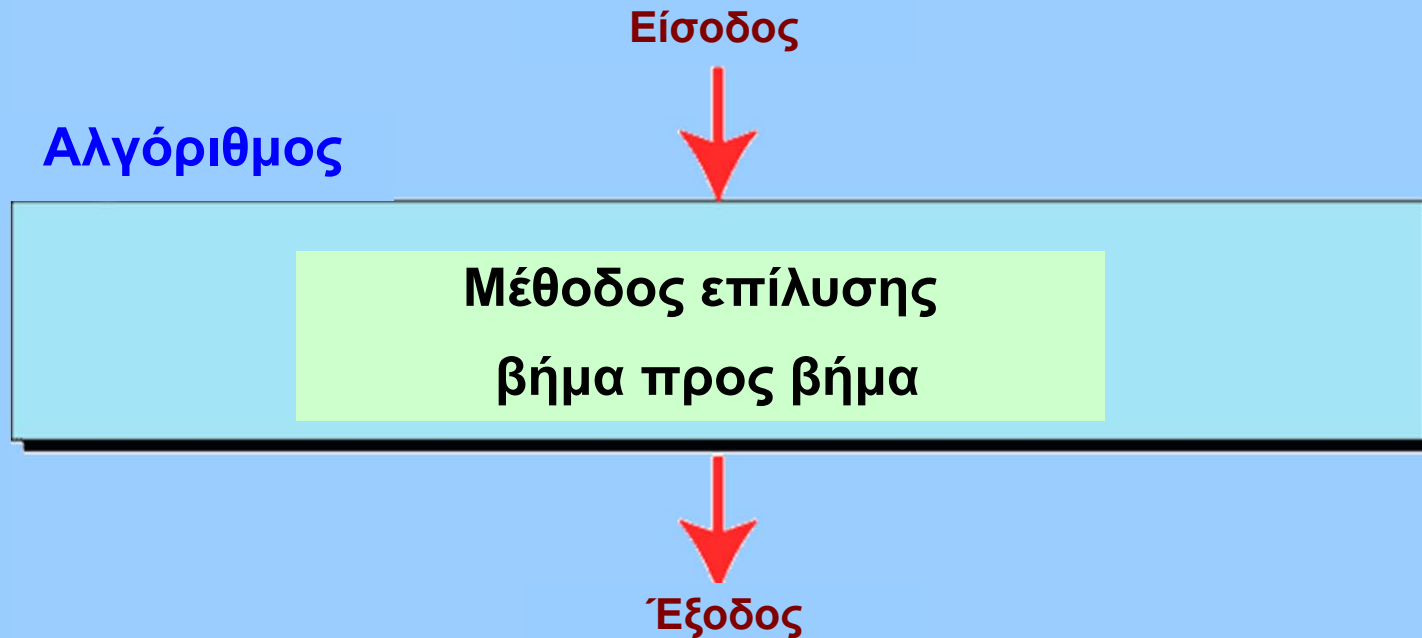 Είσοδος
Αλγόριθμος
Μέθοδος επίλυσης
βήμα προς βήμα
Έξοδος